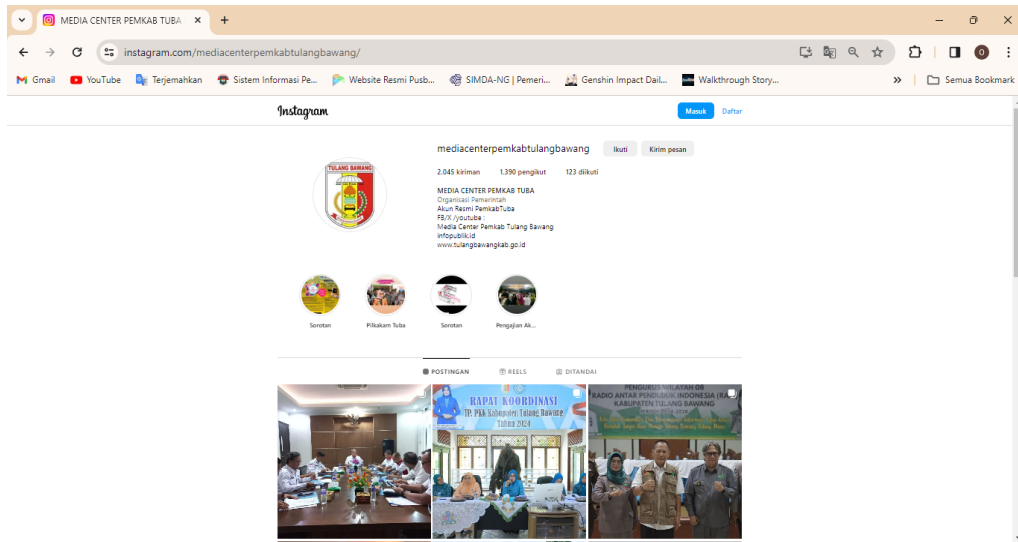 MEDIA CENTER PEMKAB TUBA
instagram.com/mediacenterpemkabtulangbawang/
Gmail YouTube Terjemahkan Sistem Informasi Pe... Website Resmi Pusb... SIMDA-NG | Pemeri... Genshin Impact Dail... Walkthrough Story... » Semua Bookmark
Instagram Masuk Daftar
mediacenterpemkabtulangbawang Ikuti Kirim pesan
TULANG BAWANG
2.045 kiriman 1.390 pengikut 123 diikuti
MEDIA CENTER PEMKAB TUBA
Organisasi Pemerintah
Akun Resmi PemkabTuba
FB/X /youtube :
Media Center Pemkab Tulang Bawang
infopublik.id
www.tulangbawangkab.go.id
Sorotan Pilkakam Tuba Sorotan Pengajian Ak...
POSTINGAN REELS DITANDAI
RAPAT KOORDINASI
TP. PKK Kabupaten Tulang Bawang
Tahun 2024
PENGURUS WILAYAH 08
RADIO ANTAR PENDUDUK INDONESIA (RA
KABUPATEN TULANG BAWANG